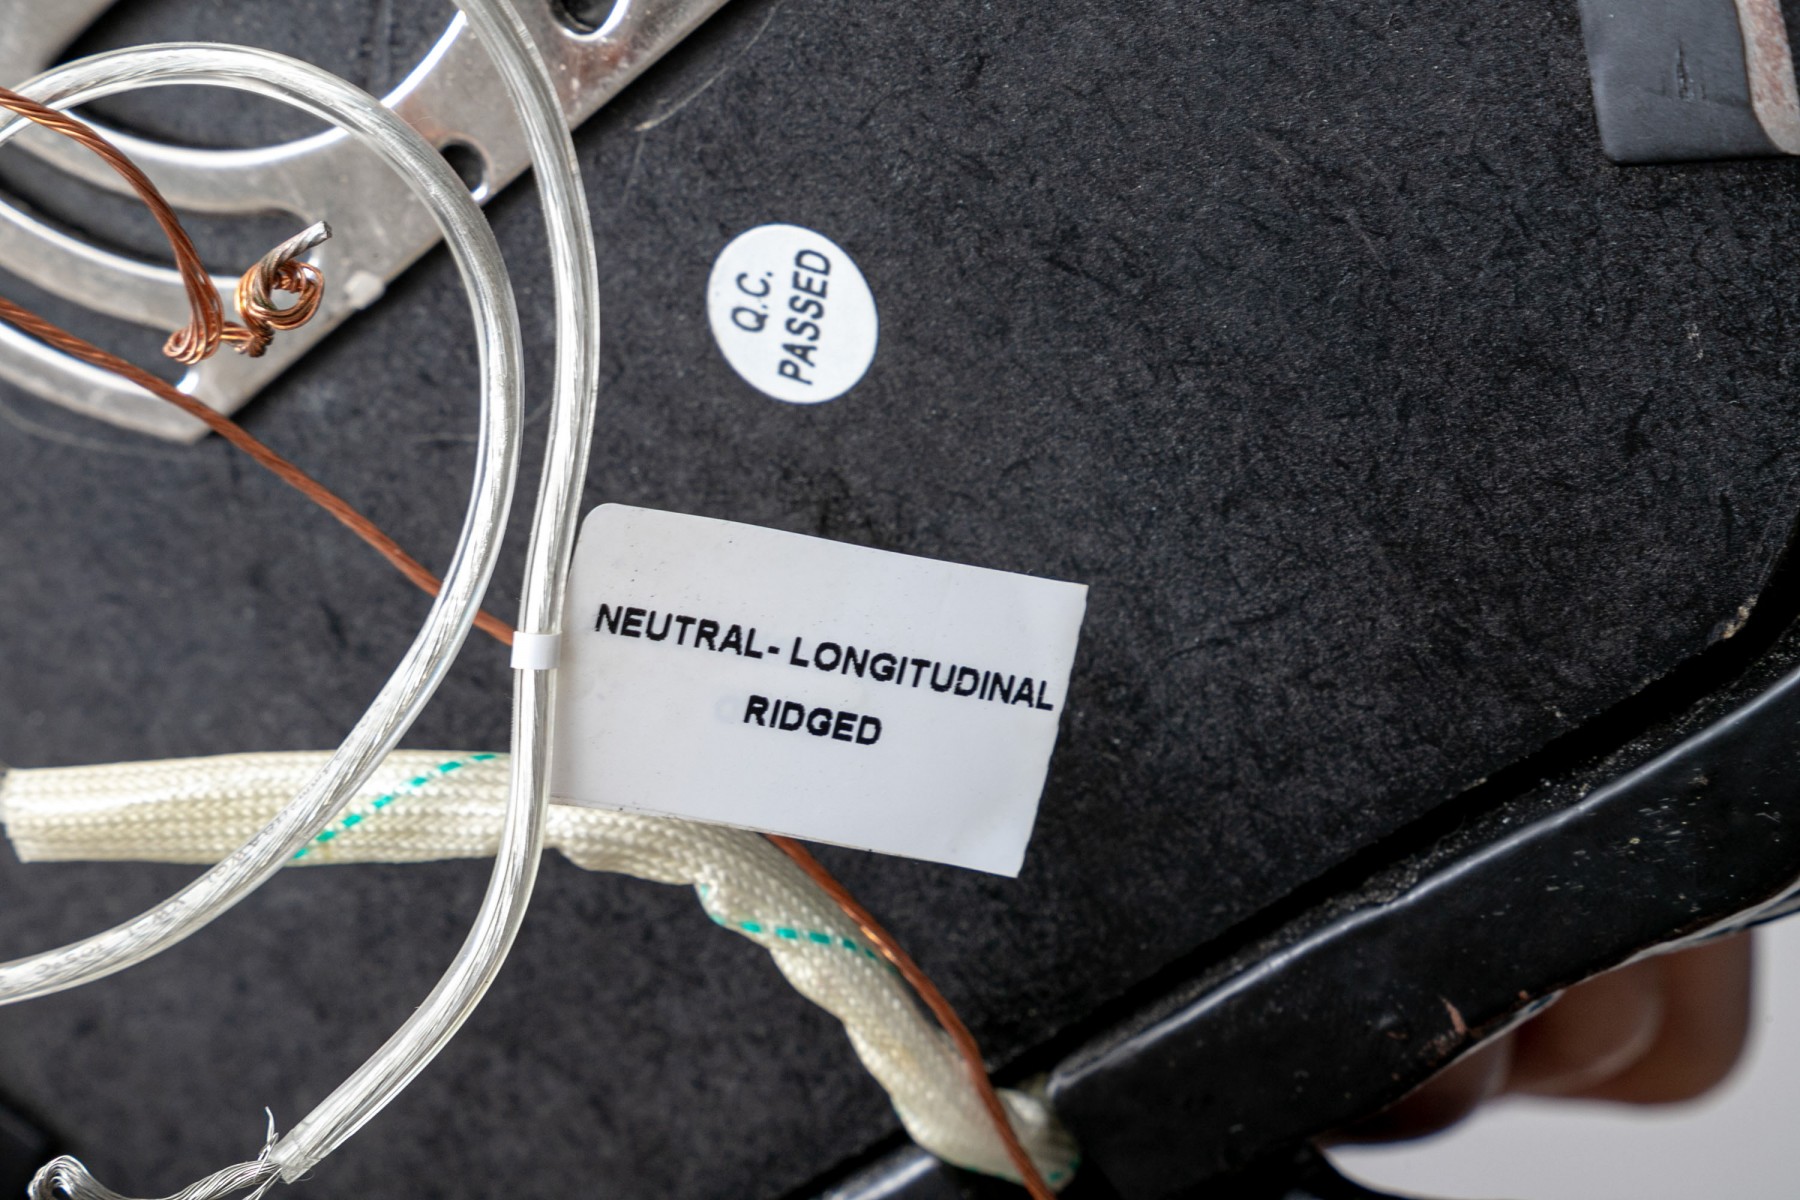 Q.C.
PASSED
NEUTRAL- LONGITUDINAL
RIDGED